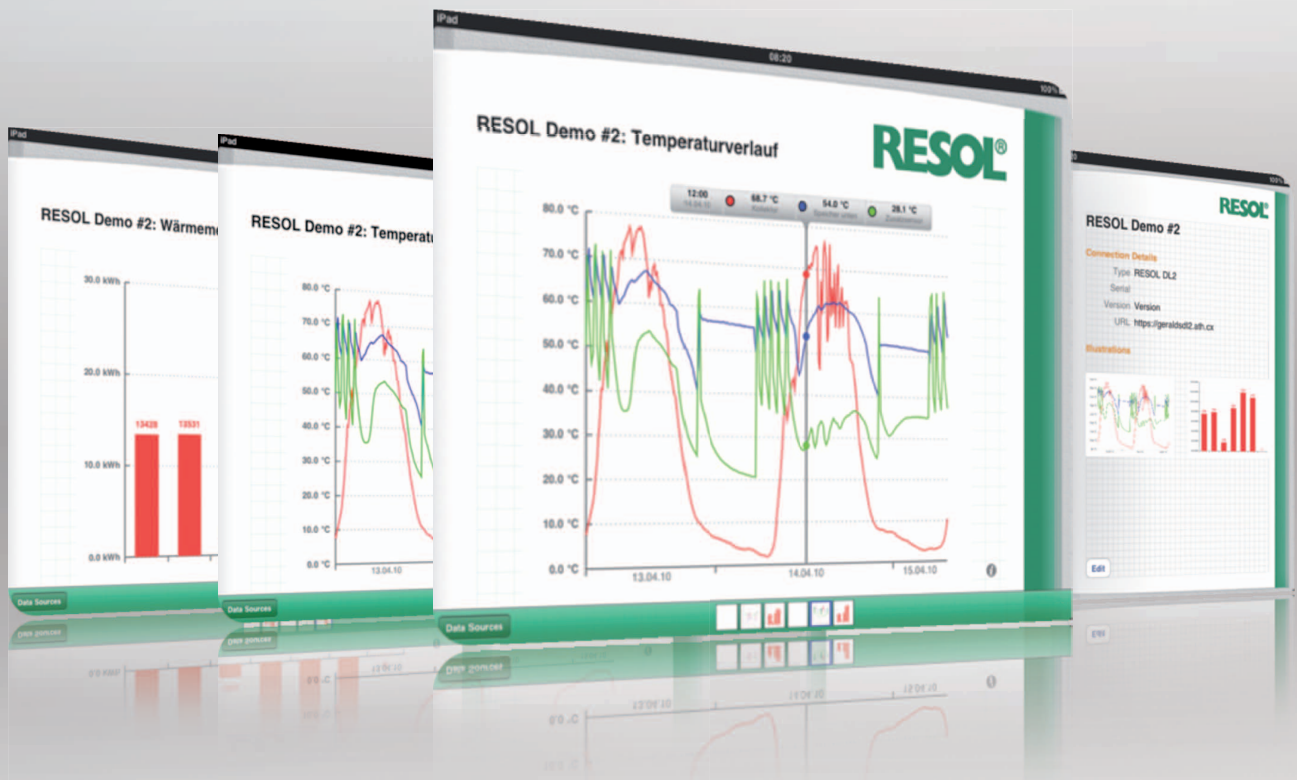 iPad
RESOL Demo #2: Wärmeme
30.0 kWh
20.0 kWh
10.0 kWh
0.0 kWh
13428
13531
Data Sources
iPad
RESOL Demo #2: Temperatu
80.0 °C
70.0 °C
60.0 °C
50.0 °C
40.0 °C
30.0 °C
20.0 °C
10.0 °C
0.0 °C
13.04.10
Data Sources
iPad
08:20
100%
RESOL Demo #2: Temperaturverlauf
RESOL®
12:00
14.04.10
68.7 °C
Kollektor
54.0 °C
Speicher unten
28.1 °C
80.0 °C
70.0 °C
60.0 °C
50.0 °C
40.0 °C
30.0 °C
20.0 °C
10.0 °C
0.0 °C
13.04.10
14.04.10
15.04.10
Data Sources
100%
RESOL®
RESOL Demo #2
Connection Details
Type RESOL DL2
Serial
Version Version
URL https://geraldsdl2.ath.cx
Illustrations
Edit